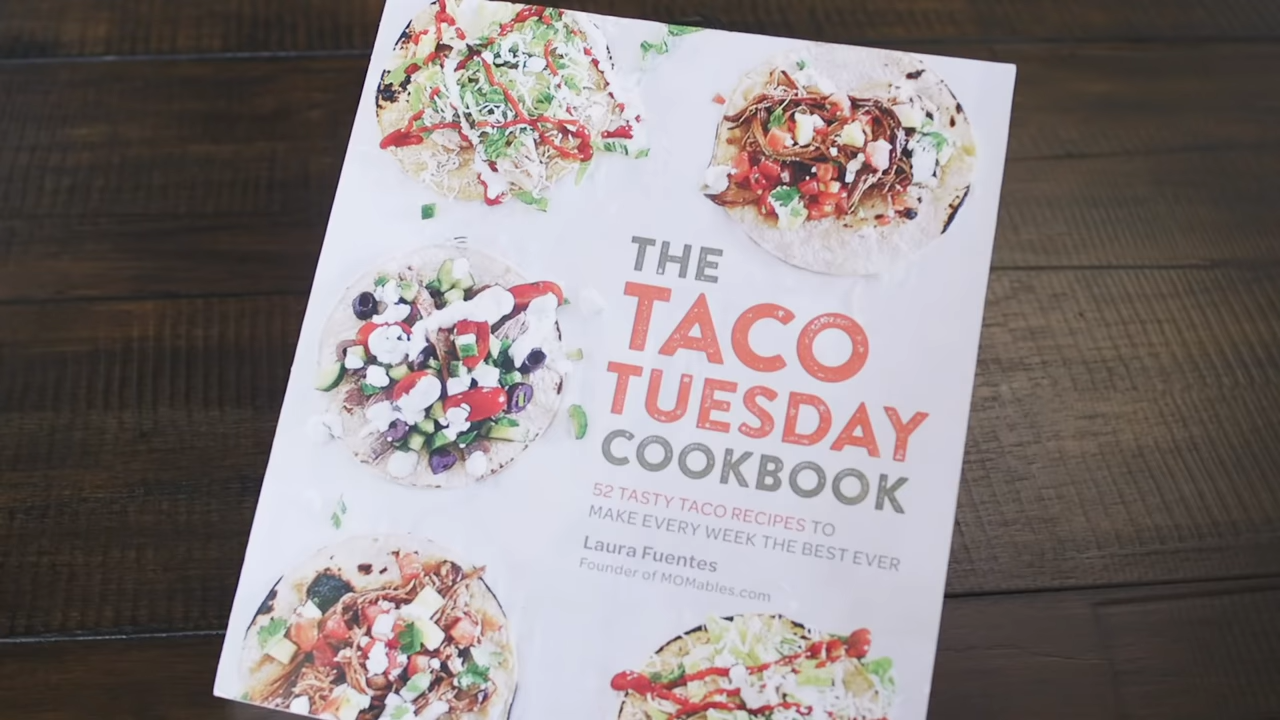 THE
TACO
TUESDAY
COOKBOOK
52 TASTY TACO RECIPES TO
MAKE EVERY WEEK THE BEST EVER
Laura Fuentes
Founder of MOMables.com